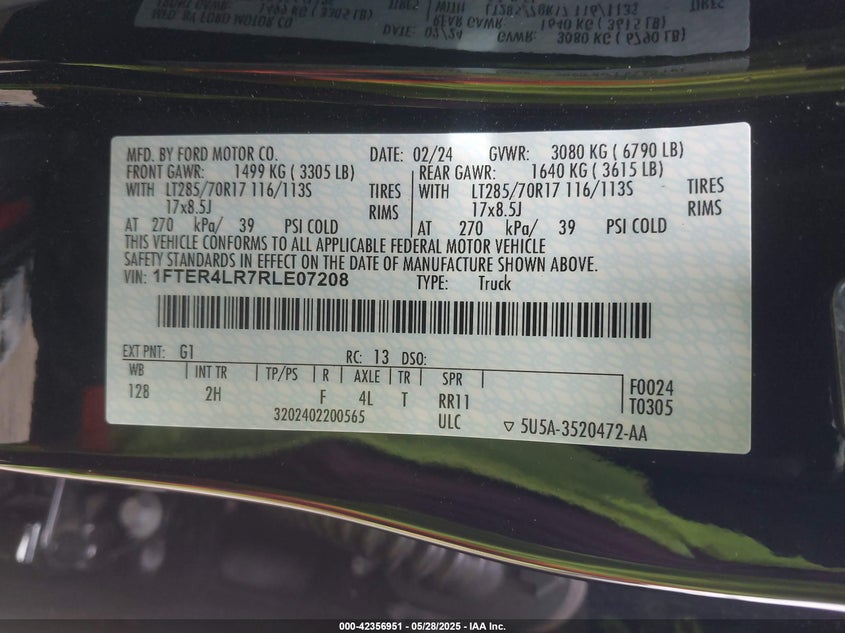 MFD. BY FORD MOTOR CO. DATE: 02/24 GVWR: 3080 KG ( 6790 LB)
FRONT GAWR: 1499 KG ( 3305 LB) REAR GAWR: 1640 KG ( 3615 LB)
WITH LT285/70R17 116/113S TIRES WITH LT285/70R17 116/113S TIRES
17x8.5J RIMS 17x8.5J RIMS
AT 270 kPa/ 39 PSI COLD AT 270 kPa/ 39 PSI COLD
THIS VEHICLE CONFORMS TO ALL APPLICABLE FEDERAL MOTOR VEHICLE
SAFETY STANDARDS IN EFFECT ON THE DATE OF MANUFACTURE SHOWN ABOVE.
VIN: 1FTER4LR7RLE07208 TYPE: Truck
EXT PNT: G1 RC: 13 DSO:
WB INT TR TP/PS R AXLE TR SPR
128 2H F 4L T RR11 F0024
3202402200565 ULC T0305
▽ 5U5A-3520472-AA
000-42356951 - 05/28/2025 - IAA Inc.